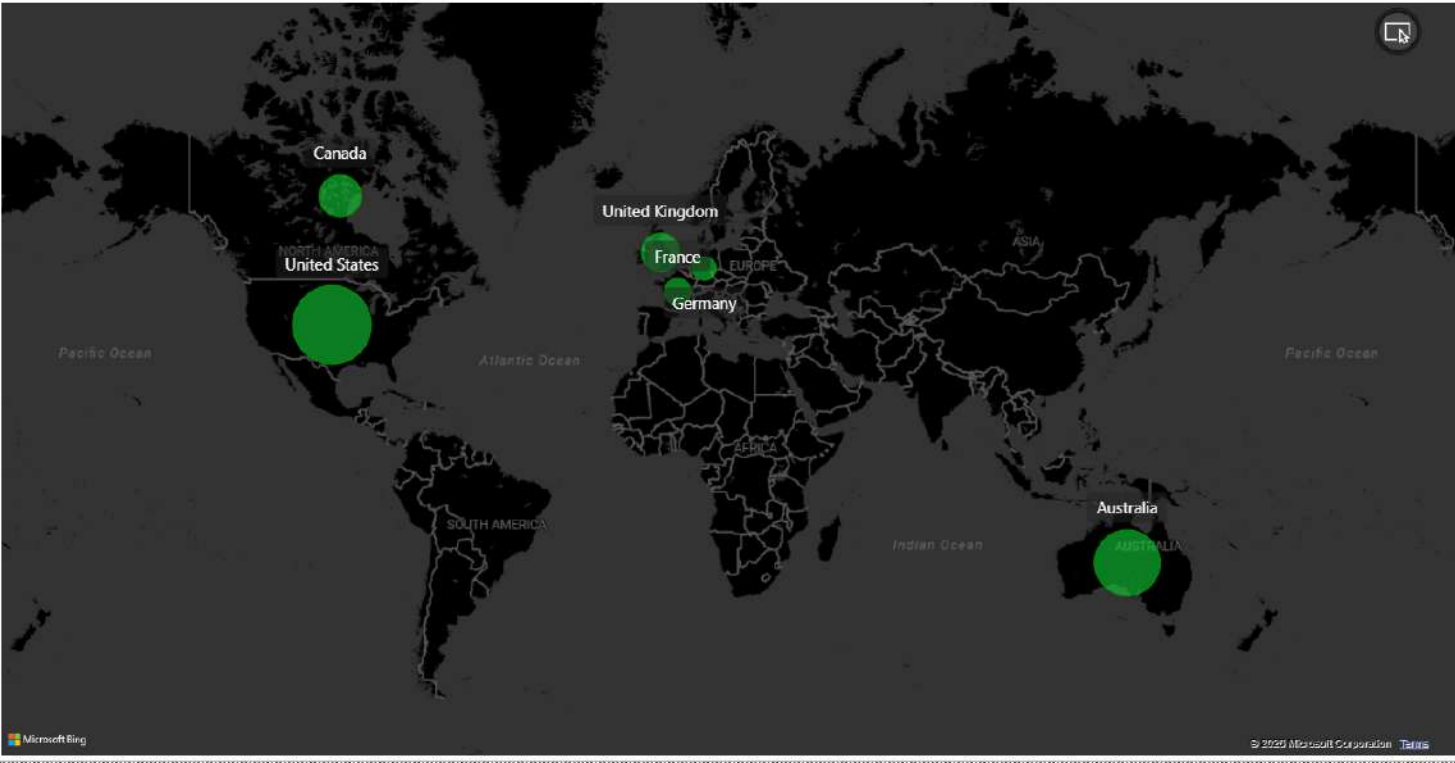 Canada
United Kingdom
NORTH AMERICA
ASIA
United States
France
EUROPE
Germany
Pacific Ocean
Atlantic Ocean
Pacific Ocean
AFRICA
Australia
SOUTH AMERICA
Indian Ocean
AUSTRALIA
Microsoft Bing
© 2025 Microsoft Corporation Terms